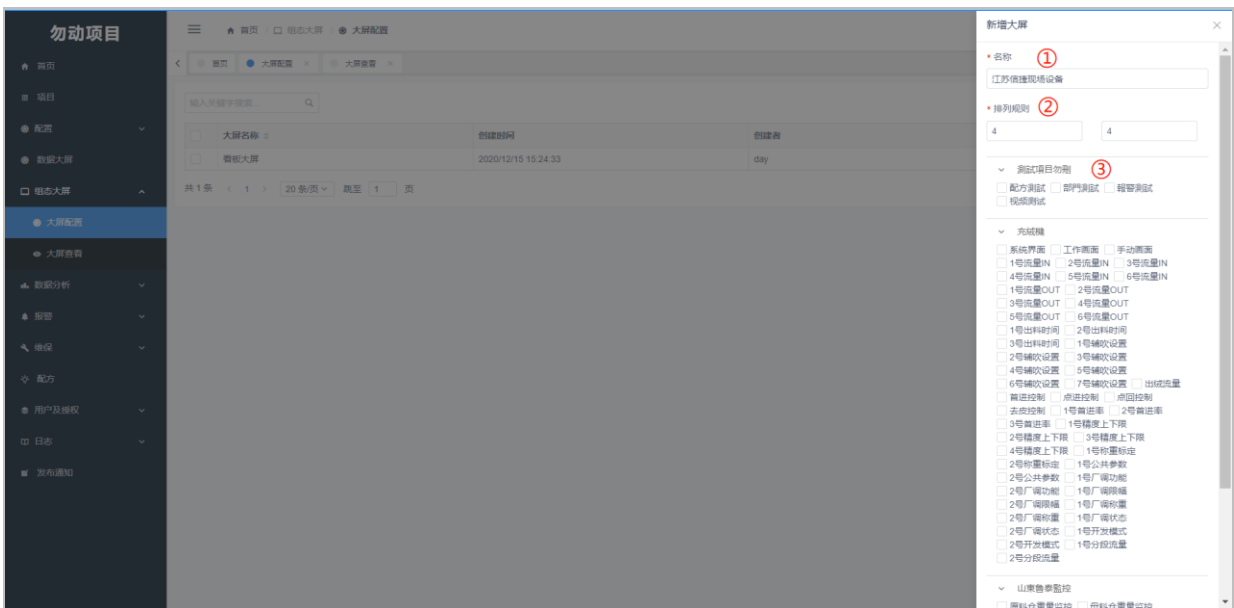 勿动项目
首页
项目
配置
数据大屏
组态大屏
大屏配置
大屏查看
数据分析
报警
维保
配方
用户及授权
日志
发布通知
首页 / 组态大屏 / 大屏配置
首页 大屏配置 × 大屏查看 ×
输入关键字搜索...
大屏名称 创建时间 创建者
看板大屏 2020/12/15 15:24:33 day
共1条 < 1 > 20 条/页 跳至 1 页
新增大屏
* 名称 ①
江苏信捷现场设备
* 排列规则 ②
4 4
测試項目勿刪 ③
配方測試 部門測試 報警測試
视频测试
充绒機
系统界面 工作画面 手动画面
1号流量IN 2号流量IN 3号流量IN
4号流量IN 5号流量IN 6号流量IN
1号流量OUT 2号流量OUT
3号流量OUT 4号流量OUT
5号流量OUT 6号流量OUT
1号出料时间 2号出料时间
3号出料时间 1号辅吹设置
2号辅吹设置 3号辅吹设置
4号辅吹设置 5号辅吹设置
6号辅吹设置 7号辅吹设置 出绒流量
首进控制 点进控制 点回控制
去皮控制 1号首进率 2号首进率
3号首进率 1号精度上下限
2号精度上下限 3号精度上下限
4号精度上下限 1号称重标定
2号称重标定 1号公共参数
2号公共参数 1号厂调功能
2号厂调功能 1号厂调限幅
2号厂调限幅 1号厂调称重
2号厂调称重 1号厂调状态
2号厂调状态 1号开发模式
2号开发模式 1号分段流量
2号分段流量
山東魯泰監控
原料仓重量监控 母料仓重量监控